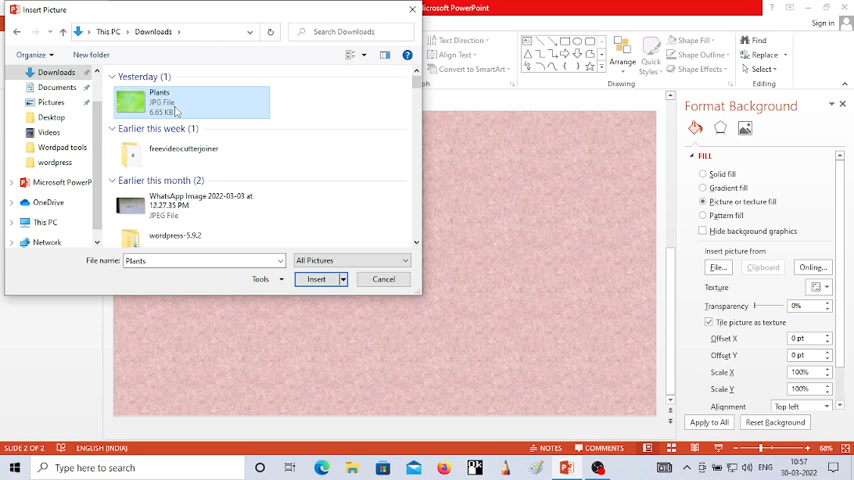 Insert Picture
Microsoft PowerPoint
Sign in
This PC
Downloads
Search Downloads
Organize
New folder
Downloads
Documents
Pictures
Desktop
Videos
Wordpad tools
wordpress
Microsoft PowerP
OneDrive
This PC
Network
Yesterday (1)
Plants
JPG File
6.65 KB
Earlier this week (1)
freevideocutterjoiner
Earlier this month (2)
WhatsApp Image 2022-03-03 at
12.27.35 PM
JPEG File
wordpress-5.9.2
File name: Plants
All Pictures
Tools
Insert
Cancel
Text Direction
Align Text
Convert to SmartArt
Arrange
Quick
Styles
Shape Fill
Shape Outline
Shape Effects
Drawing
Find
Replace
Select
Editing
Format Background
FILL
Solid fill
Gradient fill
Picture or texture fill
Pattern fill
Hide background graphics
Insert picture from
File...
Clipboard
Online...
Texture
Transparency 0%
Tile picture as texture
Offset X 0 pt
Offset Y 0 pt
Scale X 100%
Scale Y 100%
Alignment Top left
Apply to All
Reset Background
SLIDE 2 OF 2
ENGLISH (INDIA)
NOTES
COMMENTS
68%
Type here to search
ENG
10:57
30-03-2022